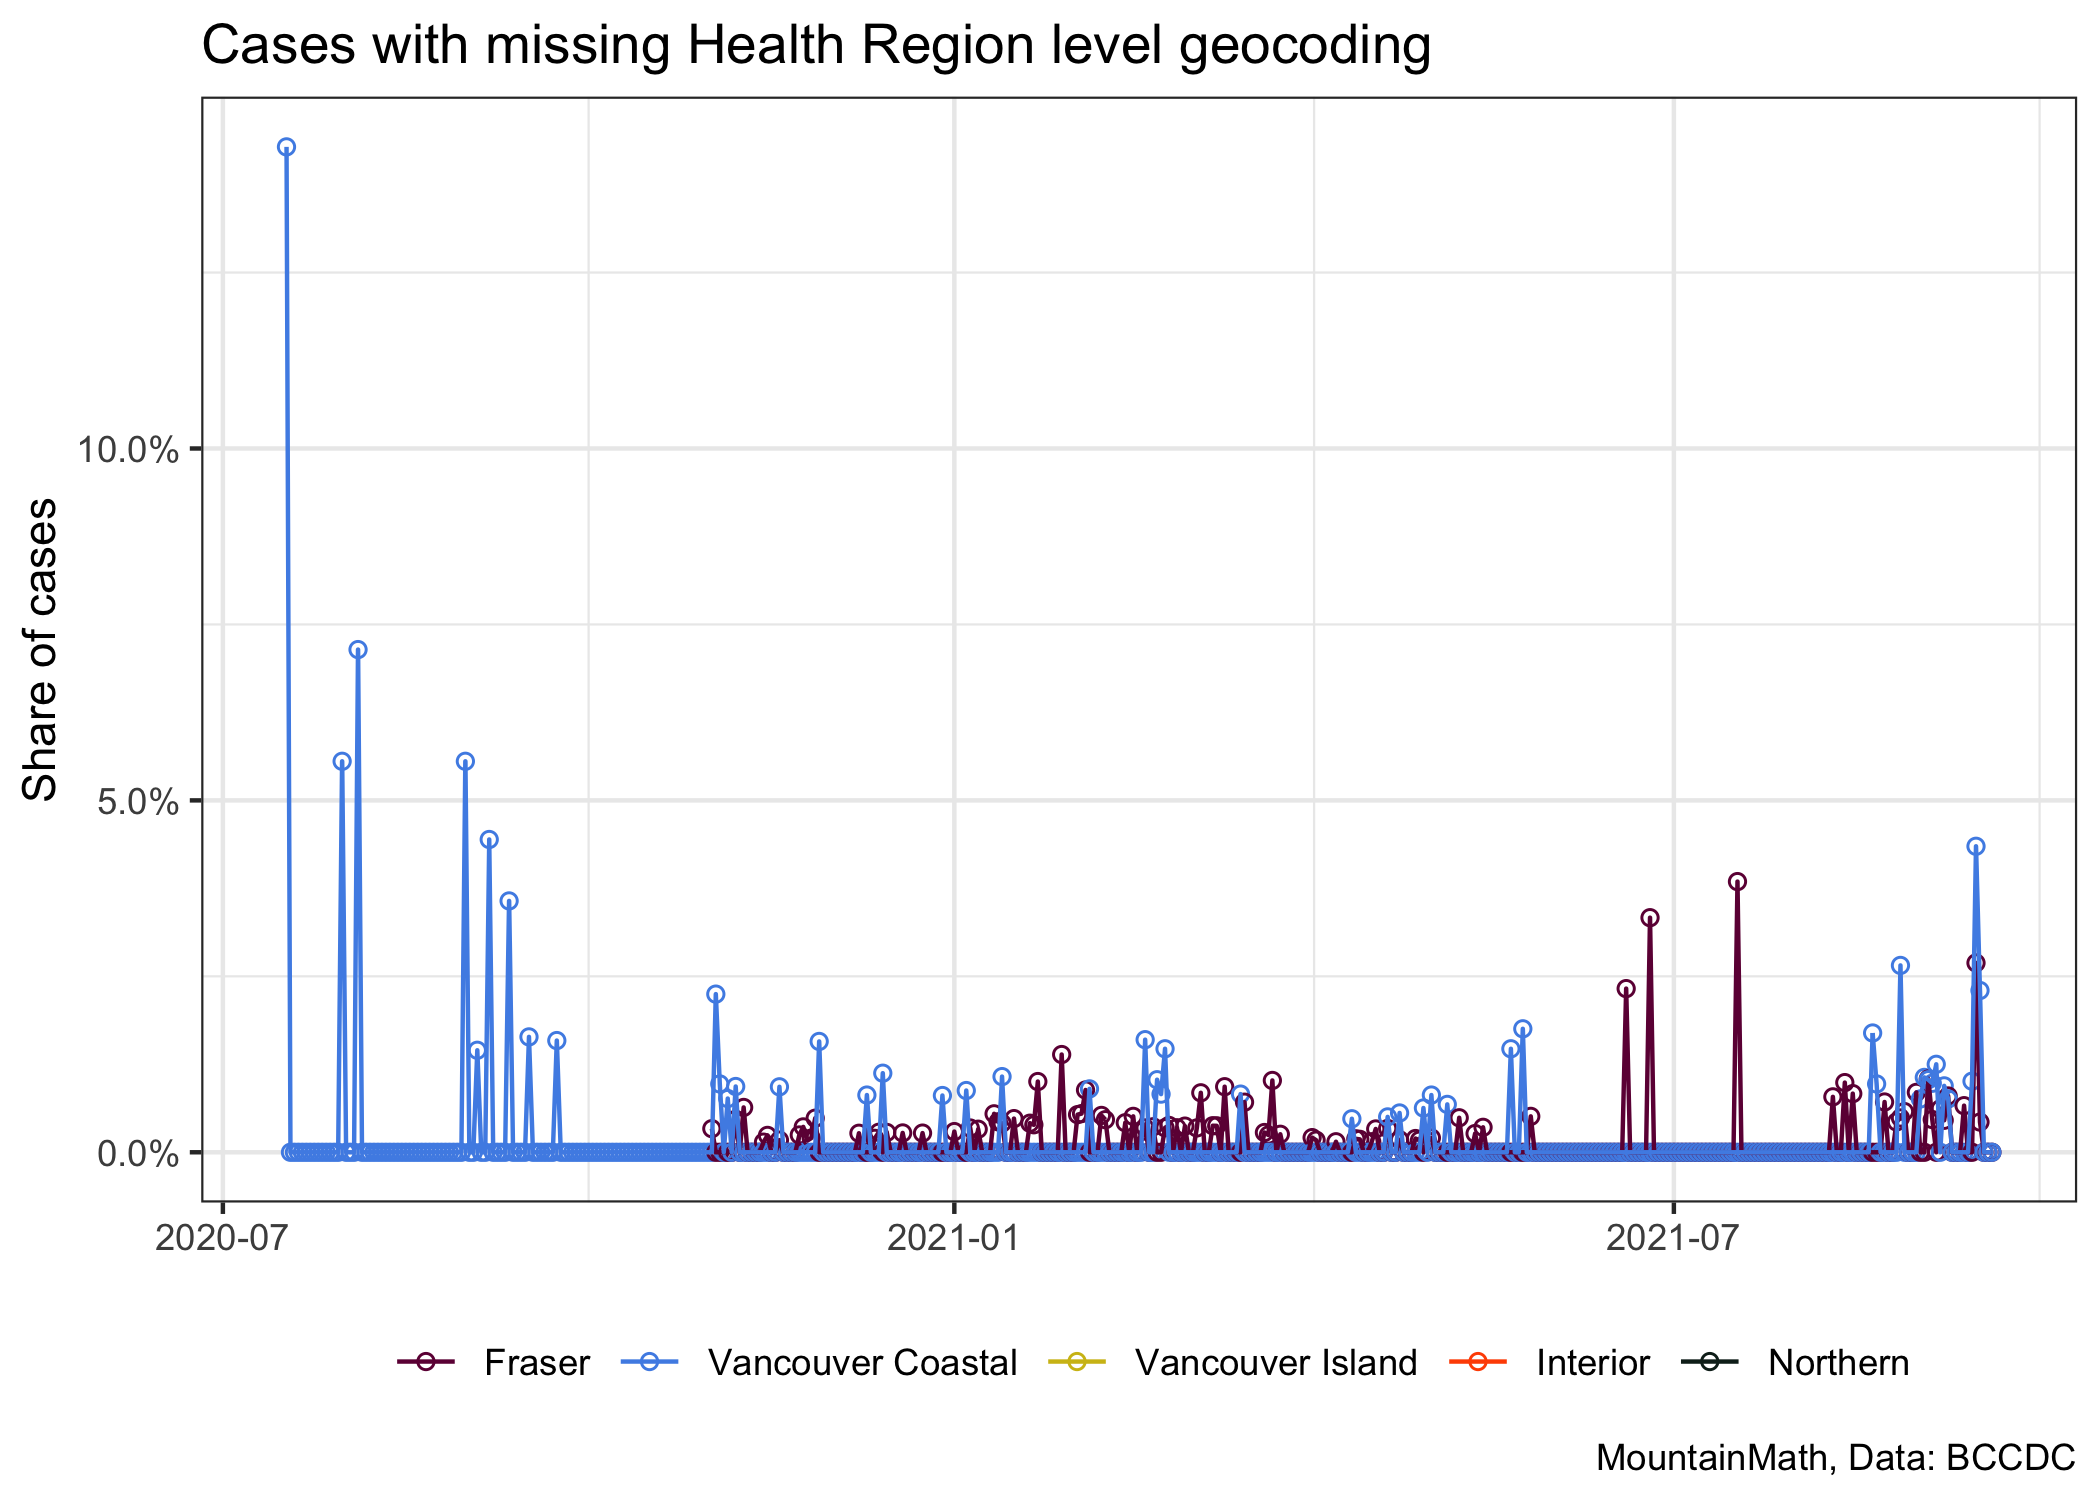 Cases with missing Health Region level geocoding
Share of cases
10.0%
5.0%
0.0%
2020-07
2021-01
2021-07
Fraser
Vancouver Coastal
Vancouver Island
Interior
Northern
MountainMath, Data: BCCDC